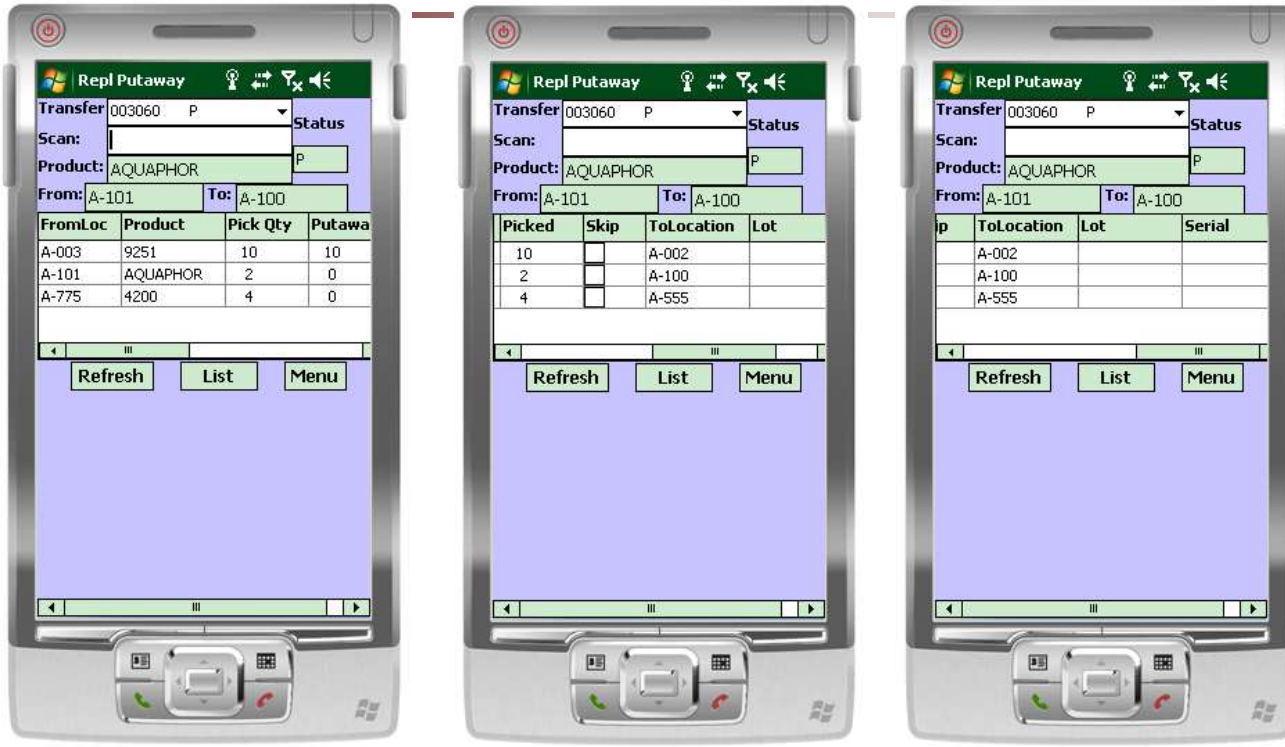 Repl Putaway
Transfer 003060 P
Status
Scan:
Product: AQUAPHOR P
From: A-101 To: A-100
FromLoc Product Pick Qty Putawa
A-003 9251 10 10
A-101 AQUAPHOR 2 0
A-775 4200 4 0
Refresh List Menu
Repl Putaway
Transfer 003060 P
Status
Scan:
Product: AQUAPHOR P
From: A-101 To: A-100
Picked Skip ToLocation Lot
10 A-002
2 A-100
4 A-555
Refresh List Menu
Repl Putaway
Transfer 003060 P
Status
Scan:
Product: AQUAPHOR P
From: A-101 To: A-100
ip ToLocation Lot Serial
A-002
A-100
A-555
Refresh List Menu